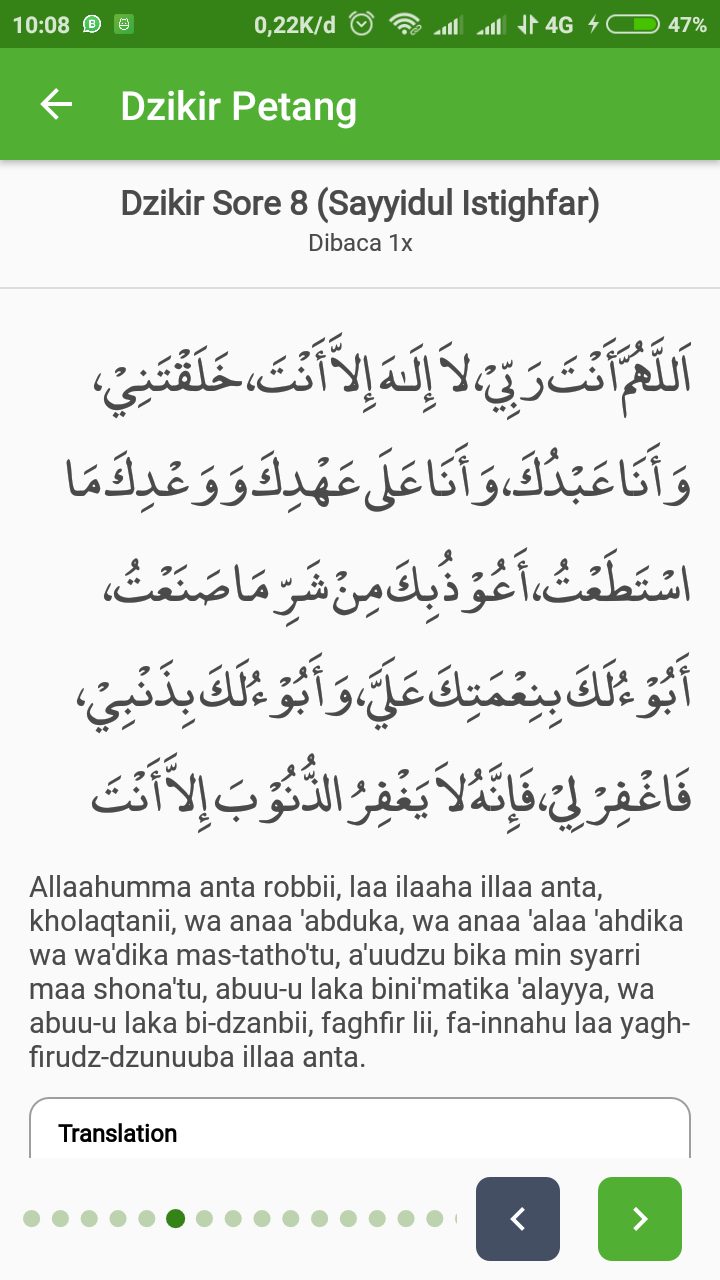 10:08 0,22K/d 4G 47%
Dzikir Petang
Dzikir Sore 8 (Sayyidul Istighfar)
Dibaca 1x
اَللَّهُمَّ أَنْتَ رَبِّيْ، لاَ إِلَـٰهَ إِلاَّ أَنْتَ، خَلَقْتَنِيْ،
وَأَنَا عَبْدُكَ، وَأَنَا عَلَى عَهْدِكَ وَوَعْدِكَ مَا
اسْتَطَعْتُ، أَعُوْذُ بِكَ مِنْ شَرِّ مَا صَنَعْتُ،
أَبُوْءُ لَكَ بِنِعْمَتِكَ عَلَيَّ، وَأَبُوْءُ لَكَ بِذَنْبِيْ،
فَاغْفِرْ لِيْ، فَإِنَّهُ لاَ يَغْفِرُ الذُّنُوْبَ إِلاَّ أَنْتَ
Allaahumma anta robbii, laa ilaaha illaa anta,
kholaqtanii, wa anaa 'abduka, wa anaa 'alaa 'ahdika
wa wa'dika mas-tatho'tu, a'uudzu bika min syarri
maa shona'tu, abuu-u laka bini'matika 'alayya, wa
abuu-u laka bi-dzanbii, faghfir lii, fa-innahu laa yagh-
firudz-dzunuuba illaa anta.
Translation